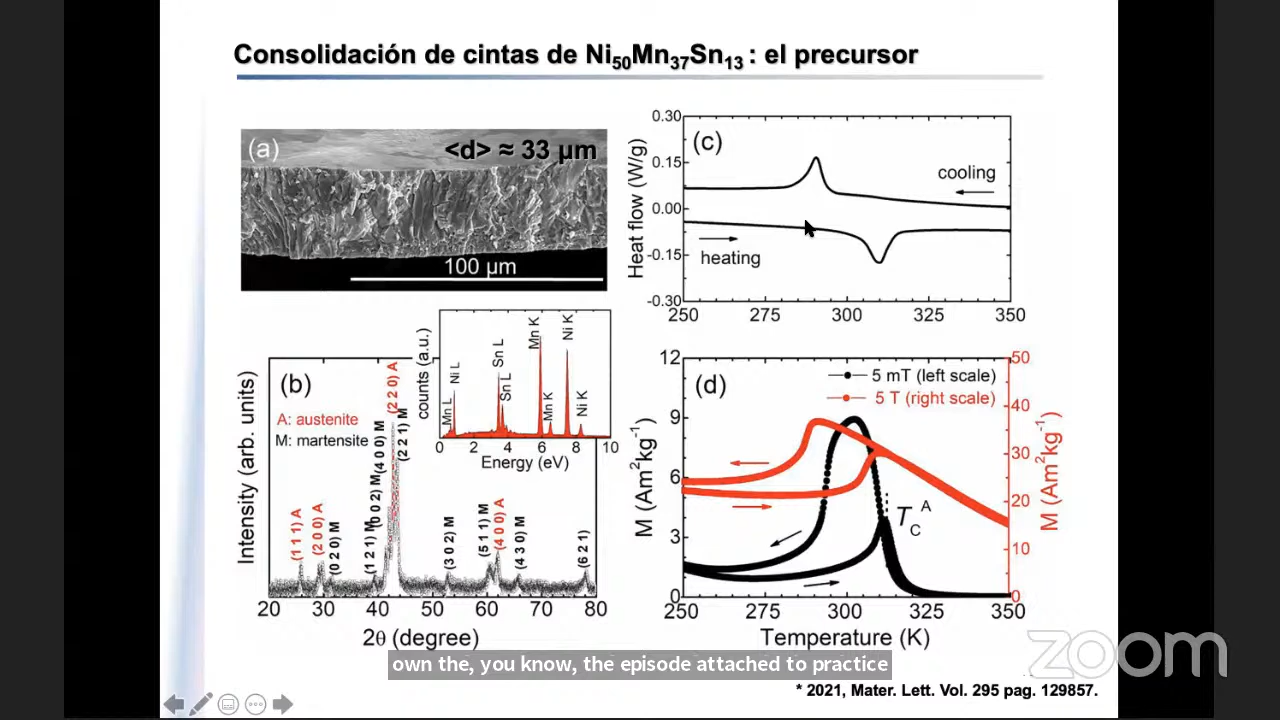 Consolidación de cintas de Ni50Mn37Sn13 : el precursor
(a)
<d> ≈ 33 µm
100 µm
(b)
A: austenite
M: martensite
Intensity (arb. units)
(1 1 1) A
(2 0 0) A
(0 2 0) M
(1 2 1) M
(0 0 2) M
(4 0 0) M
(2 2 0) A
(2 2 1) M
(3 0 2) M
(5 1 1) M
(4 0 0) A
(4 3 0) M
(6 2 1)
20 30 40 50 60 70 80
2θ (degree)
counts (a.u.)
Mn L
Ni L
Sn L
Sn L
Mn K
Mn K
Ni K
Ni K
0 2 4 6 8 10
Energy (eV)
(c)
Heat flow (W/g)
0.30
0.15
0.00
-0.15
-0.30
cooling
heating
250 275 300 325 350
(d)
5 mT (left scale)
5 T (right scale)
M (Am2kg-1)
12
9
6
3
0
TCA
50
40
30
20
10
0
M (Am2kg-1)
250 275 300 325 350
Temperature (K)
zoom
own the, you know, the episode attached to practice
* 2021, Mater. Lett. Vol. 295 pag. 129857.